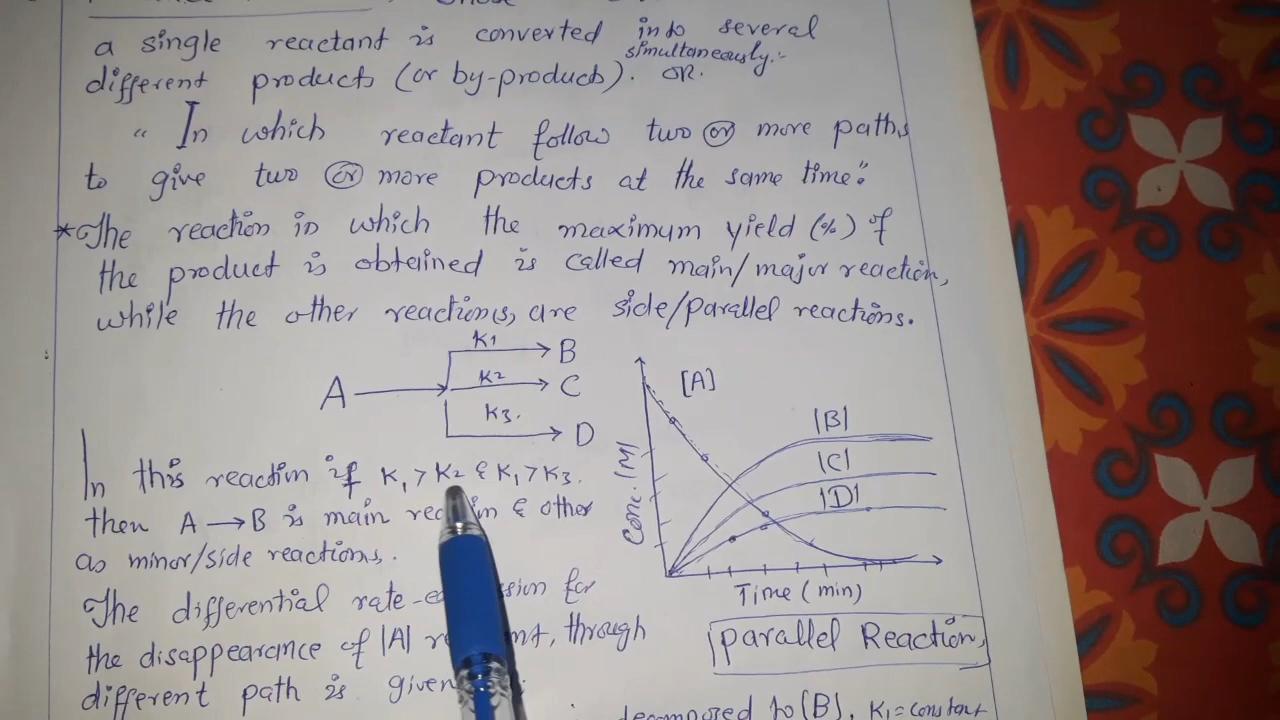 a single reactant is converted into several
simultaneously:-
different products (or by-products). OR.
" In which reactant follow two or more paths
to give two or more products at the same time."
*The reaction in which the maximum yield (%) of
the product is obtained is called main/major reaction,
while the other reaction(s) are side/parallel reactions.
K1 B
A K2 C
K3. D
[A]
|B|
|C|
|D|
Conc. |M|
Time (min)
In this reaction if K1 > K2 & K1 > K3.
then A → B is main & other
as minor/side reactions.
The differential rate for
the disappearance of |A| through
different path is given
parallel Reaction,
decomposed to (B), K1 = constant